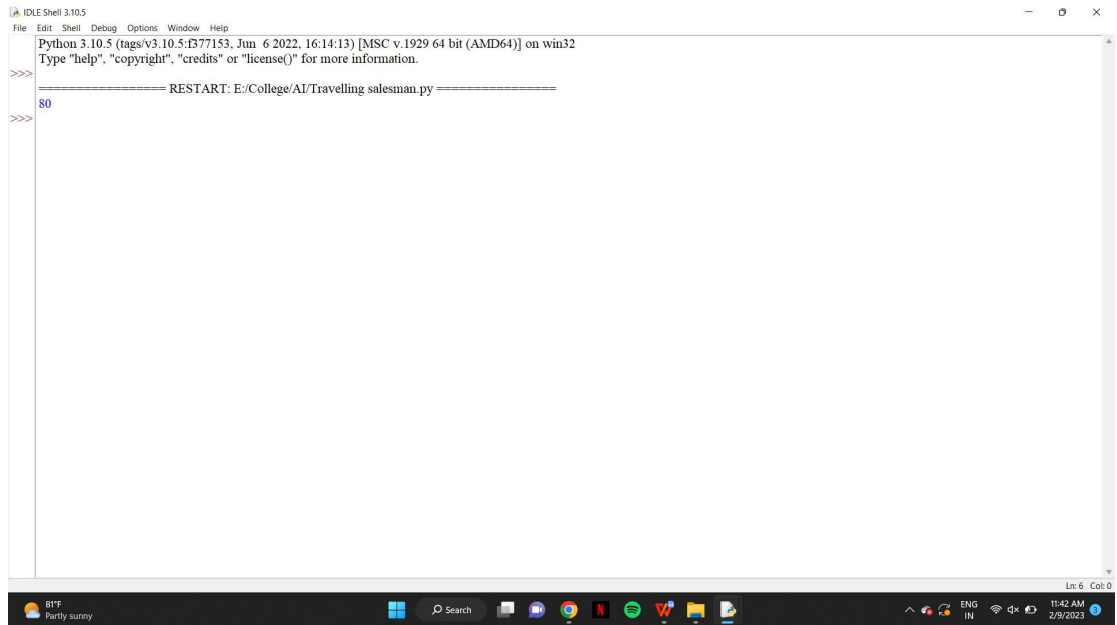 IDLE Shell 3.10.5
File Edit Shell Debug Options Window Help
Python 3.10.5 (tags/v3.10.5:f377153, Jun  6 2022, 16:14:13) [MSC v.1929 64 bit (AMD64)] on win32
Type "help", "copyright", "credits" or "license()" for more information.
>>>
================= RESTART: E:/College/AI/Travelling salesman.py ================
80
>>>
Ln: 6 Col: 0
81°F
Partly sunny
Search
N
W
ENG
IN
11:42 AM
2/9/2023
3